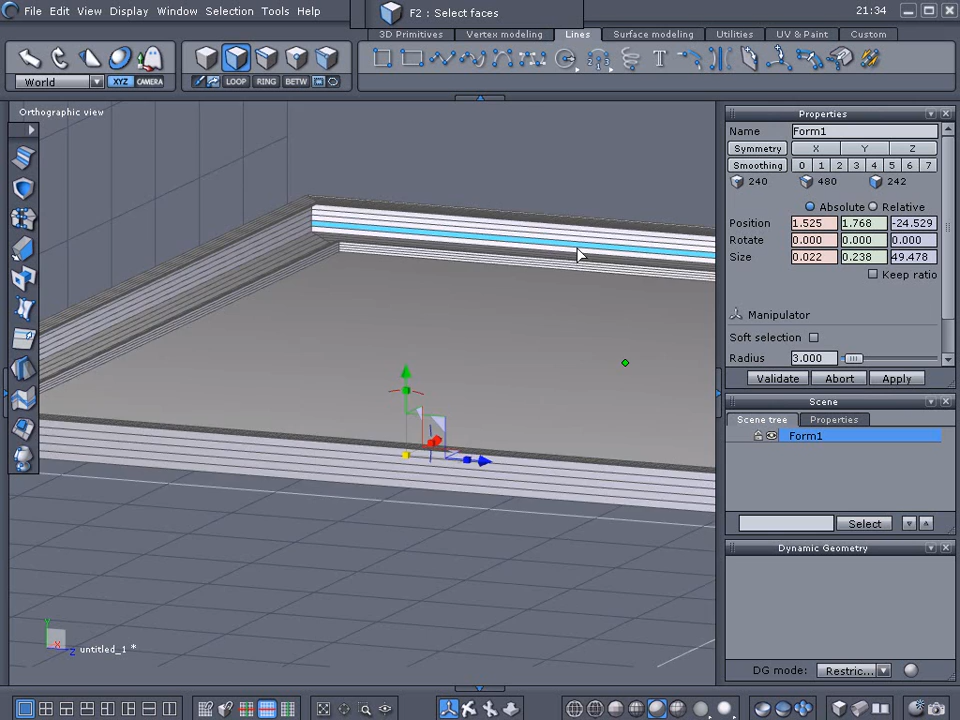 File Edit View Display Window Selection Tools Help
F2 : Select faces
21:34
3D Primitives Vertex modeling Lines Surface modeling Utilities UV & Paint Custom
World XYZ CAMERA LOOP RING BETW
Orthographic view
Properties
Name Form1
Symmetry X Y Z
Smoothing 0 1 2 3 4 5 6 7
240 480 242
Absolute Relative
Position 1.525 1.768 -24.529
Rotate 0.000 0.000 0.000
Size 0.022 0.238 49.478
Keep ratio
Manipulator
Soft selection
Radius 3.000
Validate Abort Apply
Scene
Scene tree Properties
Form1
Select
Dynamic Geometry
Y
X
Z
untitled_1 *
DG mode: Restric...